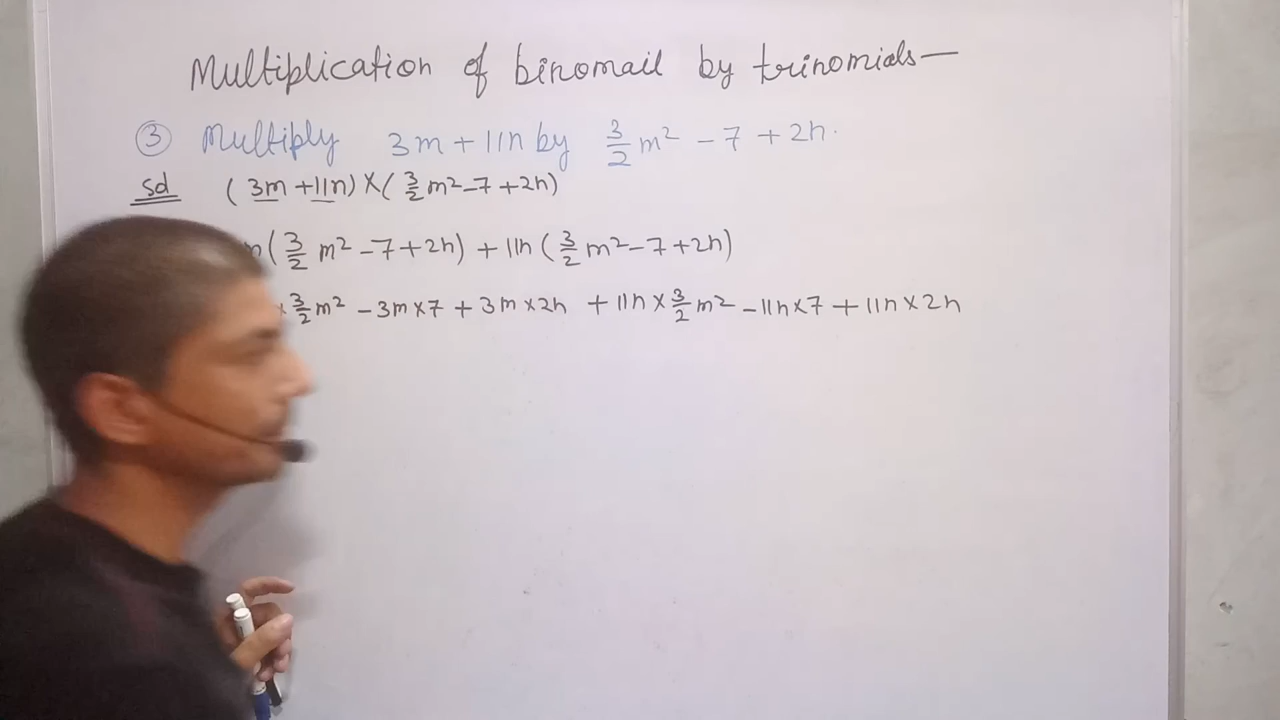 Multiplication of binomail by trinomials—
③ Multiply 3m + 11n by 3/2 m² - 7 + 2n.
Sol (3m + 11n) × (3/2 m² - 7 + 2n)
(3/2 m² - 7 + 2n) + 11n (3/2 m² - 7 + 2n)
× 3/2 m² - 3m × 7 + 3m × 2n + 11n × 3/2 m² - 11n × 7 + 11n × 2n